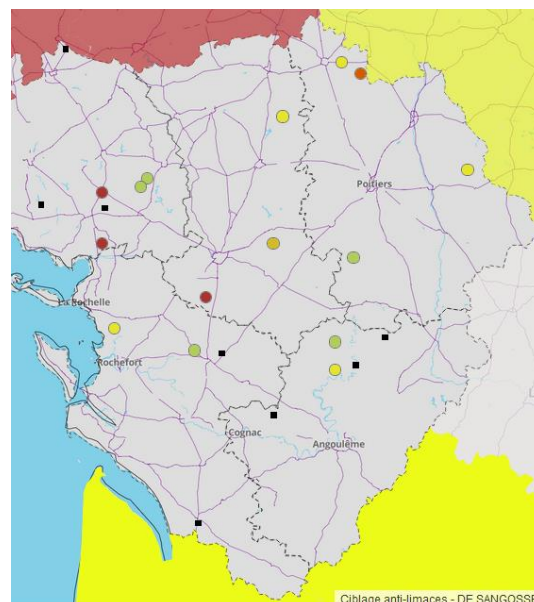 Poitiers
La Rochelle
Rochefort
Cognac
Angoulême
Ciblage anti-limaces - DE SANGOSSE